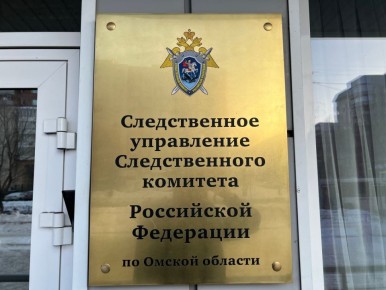 Следственное
управление
Следственного
комитета
Российской
Федерации
по Омской области